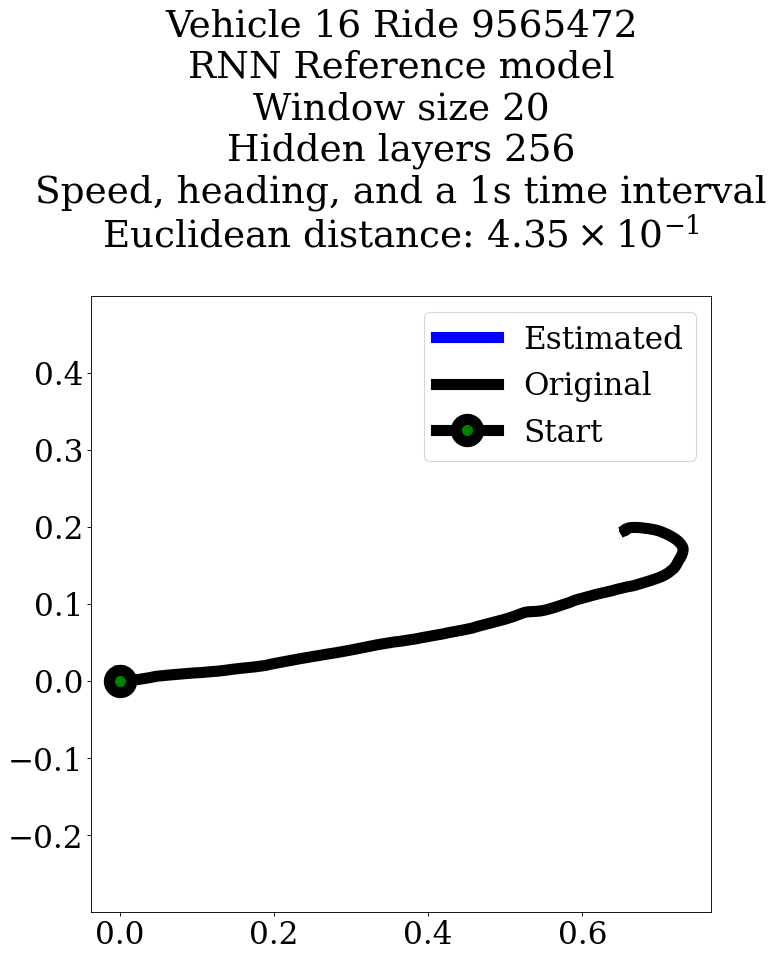 Vehicle 16 Ride 9565472
RNN Reference model
Window size 20
Hidden layers 256
Speed, heading, and a 1s time interval
Euclidean distance: 4.35 × 10⁻¹
Estimated
Original
Start
0.4
0.3
0.2
0.1
0.0
−0.1
−0.2
0.0 0.2 0.4 0.6